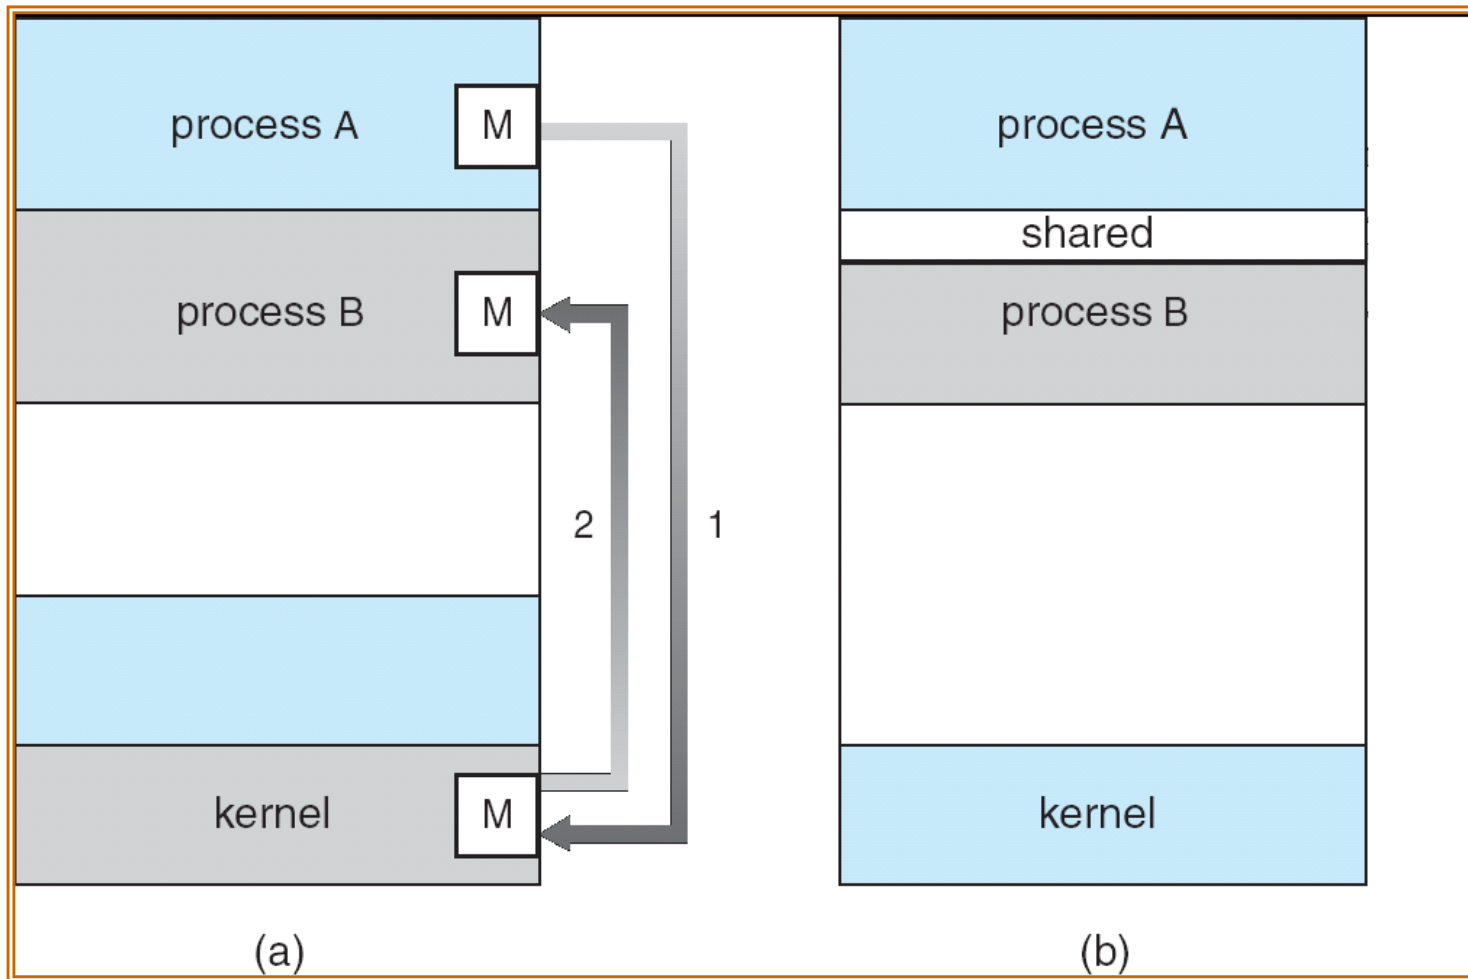 process A
M
process B
M
2
1
kernel
M
(a)
process A
shared
process B
kernel
(b)